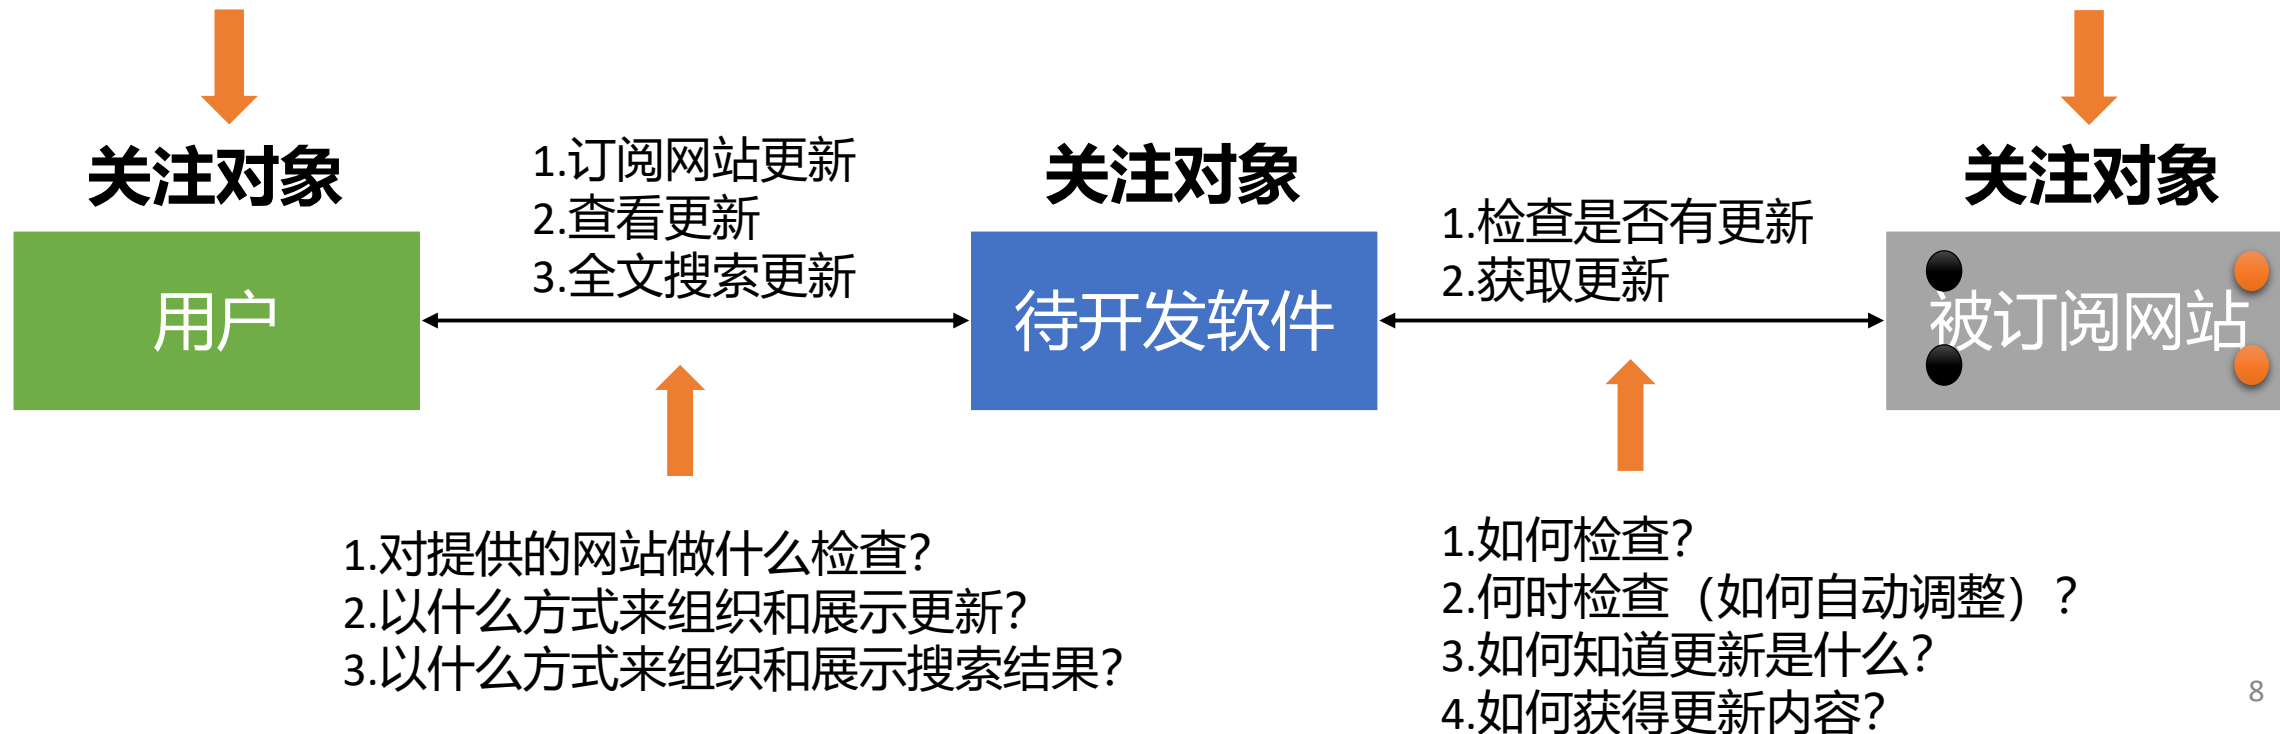 关注对象
1.订阅网站更新
2.查看更新
3.全文搜索更新
关注对象
1.检查是否有更新
2.获取更新
关注对象
用户
待开发软件
被订阅网站
1.对提供的网站做什么检查?
2.以什么方式来组织和展示更新?
3.以什么方式来组织和展示搜索结果?
1.如何检查?
2.何时检查（如何自动调整）?
3.如何知道更新是什么?
4.如何获得更新内容?
8